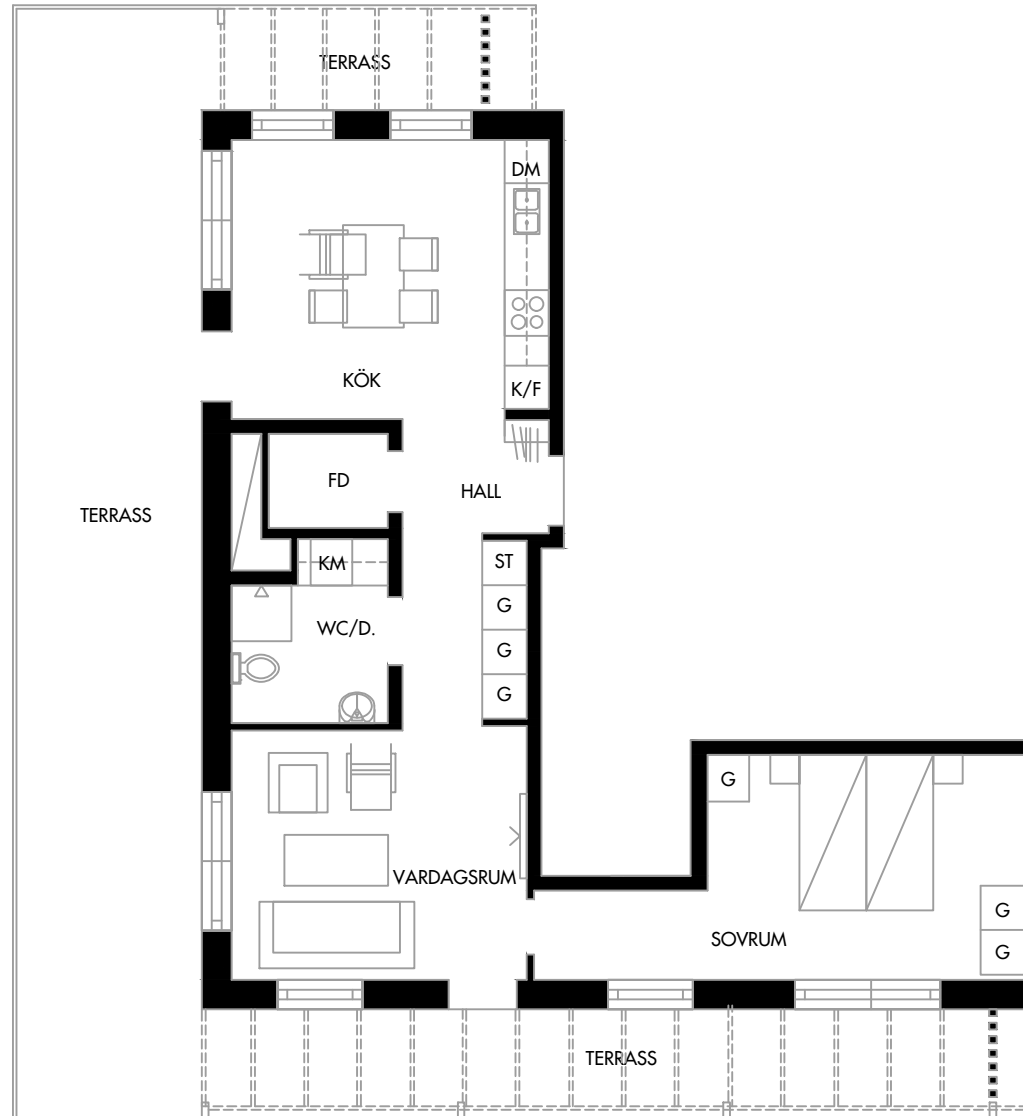 TERRASS
DM
KÖK
K/F
FD
HALL
TERRASS
KM
ST
G
WC/D.
G
G
G
VARDAGSRUM
G
SOVRUM
G
TERRASS